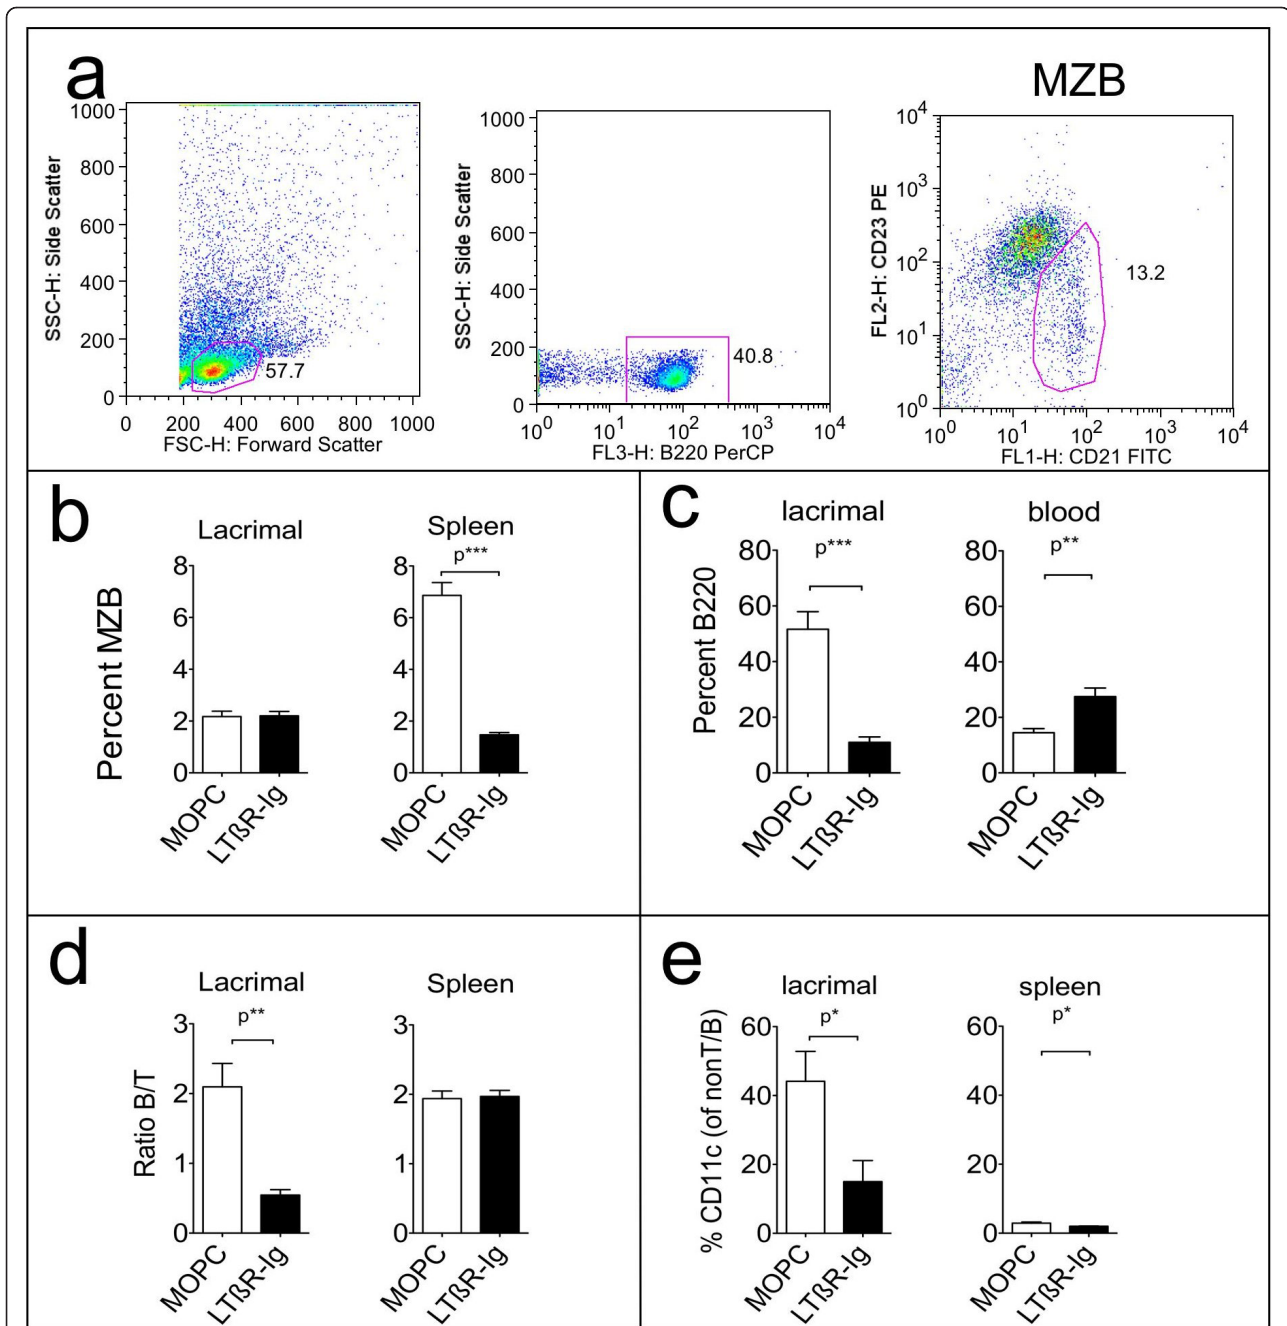 a
MZB
1000
800
600
400
200
0
SSC-H: Side Scatter
57.7
0 200 400 600 800 1000
FSC-H: Forward Scatter
1000
800
600
400
200
0
SSC-H: Side Scatter
40.8
10^0 10^1 10^2 10^3 10^4
FL3-H: B220 PerCP
10^4
10^3
10^2
10^1
10^0
FL2-H: CD23 PE
13.2
10^0 10^1 10^2 10^3 10^4
FL1-H: CD21 FITC
b
Percent MZB
Lacrimal
8
6
4
2
0
MOPC
LTßR-Ig
Spleen
p***
8
6
4
2
0
MOPC
LTßR-Ig
c
Percent B220
lacrimal
p***
80
60
40
20
0
MOPC
LTßR-Ig
blood
p**
80
60
40
20
0
MOPC
LTßR-Ig
d
Ratio B/T
Lacrimal
p**
3
2
1
0
MOPC
LTßR-Ig
Spleen
3
2
1
0
MOPC
LTßR-Ig
e
% CD11c (of nonT/B)
lacrimal
p*
60
40
20
0
MOPC
LTßR-Ig
spleen
p*
60
40
20
0
MOPC
LTßR-Ig